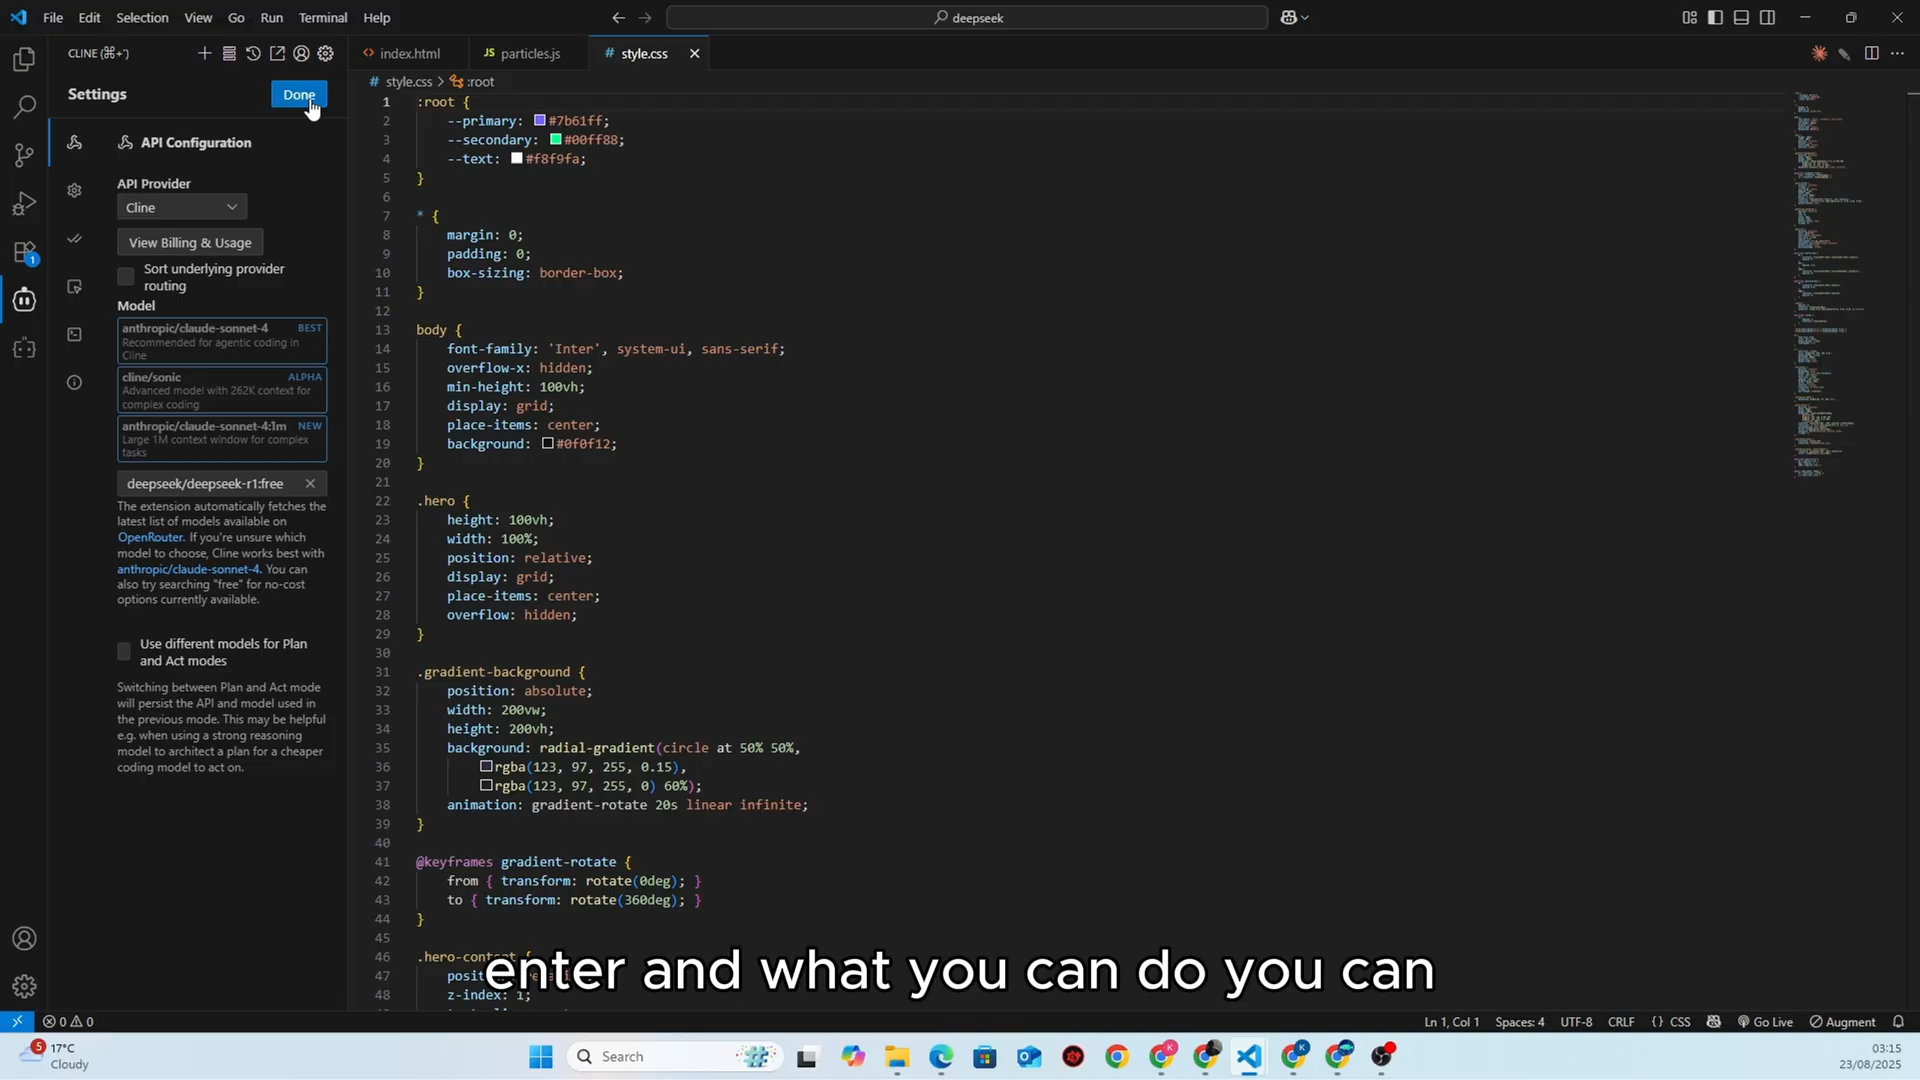 File Edit Selection View Go Run Terminal Help
deepseek
CLINE (⌘+')
index.html
JS particles.js
# style.css
# style.css > :root
Settings
Done
API Configuration
API Provider
Cline
View Billing & Usage
Sort underlying provider
routing
Model
anthropic/claude-sonnet-4 BEST
Recommended for agentic coding in
Cline
cline/sonic ALPHA
Advanced model with 262K context for
complex coding
anthropic/claude-sonnet-4:1m NEW
Large 1M context window for complex
tasks
deepseek/deepseek-r1:free
The extension automatically fetches the
latest list of models available on
OpenRouter. If you're unsure which
model to choose, Cline works best with
anthropic/claude-sonnet-4. You can
also try searching "free" for no-cost
options currently available.
Use different models for Plan
and Act modes
Switching between Plan and Act mode
will persist the API and model used in
the previous mode. This may be helpful
e.g. when using a strong reasoning
model to architect a plan for a cheaper
coding model to act on.
1 :root {
2 --primary: #7b61ff;
3 --secondary: #00ff88;
4 --text: #f8f9fa;
5 }
6
7 * {
8 margin: 0;
9 padding: 0;
10 box-sizing: border-box;
11 }
12
13 body {
14 font-family: 'Inter', system-ui, sans-serif;
15 overflow-x: hidden;
16 min-height: 100vh;
17 display: grid;
18 place-items: center;
19 background: #0f0f12;
20 }
21
22 .hero {
23 height: 100vh;
24 width: 100%;
25 position: relative;
26 display: grid;
27 place-items: center;
28 overflow: hidden;
29 }
30
31 .gradient-background {
32 position: absolute;
33 width: 200vw;
34 height: 200vh;
35 background: radial-gradient(circle at 50% 50%,
36 rgba(123, 97, 255, 0.15),
37 rgba(123, 97, 255, 0) 60%);
38 animation: gradient-rotate 20s linear infinite;
39 }
40
41 @keyframes gradient-rotate {
42 from { transform: rotate(0deg); }
43 to { transform: rotate(360deg); }
44 }
45
46 .hero-content {
47
48 z-index: 1;
enter and what you can do you can
1
0 0
Ln 1, Col 1 Spaces: 4 UTF-8 CRLF {} CSS Go Live Augment
5
17°C
Cloudy
Search
K
K
03:15
23/08/2025